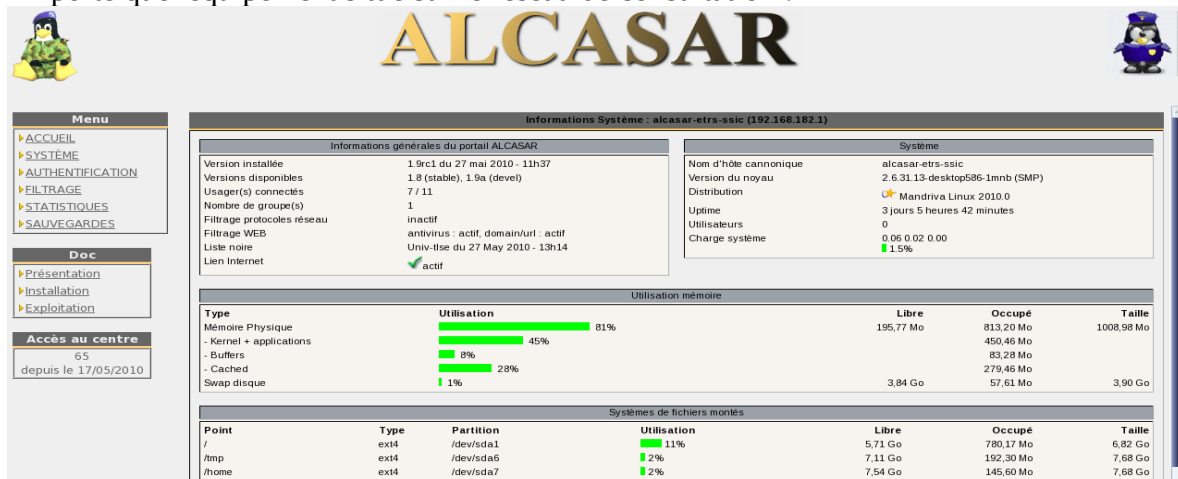 ALCASAR
Menu
ACCUEIL
SYSTÈME
AUTHENTIFICATION
FILTRAGE
STATISTIQUES
SAUVEGARDES
Doc
Présentation
Installation
Exploitation
Accès au centre
65
depuis le 17/05/2010
Informations Système : alcasar-etrs-ssic (192.168.182.1)
Informations générales du portail ALCASAR
Version installée 1.9rc1 du 27 mai 2010 - 11h37
Versions disponibles 1.8 (stable), 1.9a (devel)
Usager(s) connectés 7 / 11
Nombre de groupe(s) 1
Filtrage protocoles réseau inactif
Filtrage WEB antivirus : actif, domain/url : actif
Liste noire Univ-tlse du 27 May 2010 - 13h14
Lien Internet actif
Système
Nom d'hôte cannonique alcasar-etrs-ssic
Version du noyau 2.6.31.13-desktop586-1mnb (SMP)
Distribution Mandriva Linux 2010.0
Uptime 3 jours 5 heures 42 minutes
Utilisateurs 0
Charge système 0.06 0.02 0.00
1.5%
Utilisation mémoire
Type Utilisation Libre Occupé Taille
Mémoire Physique 81% 195,77 Mo 813,20 Mo 1008,98 Mo
- Kernel + applications 45% 450,46 Mo
- Buffers 8% 83,28 Mo
- Cached 28% 279,46 Mo
Swap disque 1% 3,84 Go 57,61 Mo 3,90 Go
Systèmes de fichiers montés
Point Type Partition Utilisation Libre Occupé Taille
/ ext4 /dev/sda1 11% 5,71 Go 780,17 Mo 6,82 Go
/tmp ext4 /dev/sda6 2% 7,11 Go 192,30 Mo 7,68 Go
/home ext4 /dev/sda7 2% 7,54 Go 145,60 Mo 7,68 Go